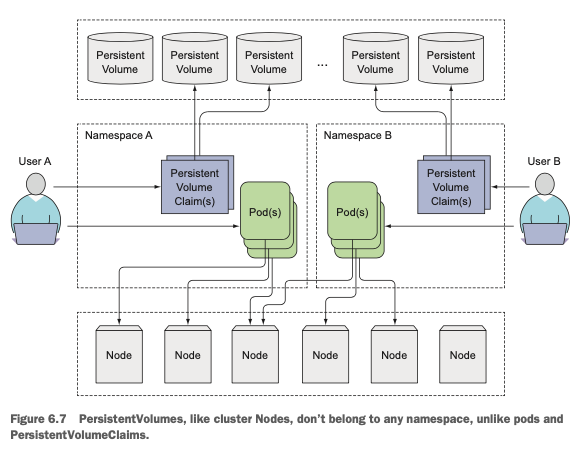 Persistent
Volume
Persistent
Volume
Persistent
Volume
...
Persistent
Volume
Persistent
Volume
Namespace A
Namespace B
User A
User B
Persistent
Volume
Claim(s)
Pod(s)
Pod(s)
Persistent
Volume
Claim(s)
Node
Node
Node
Node
Node
Node
Figure 6.7 PersistentVolumes, like cluster Nodes, don’t belong to any namespace, unlike pods and
PersistentVolumeClaims.